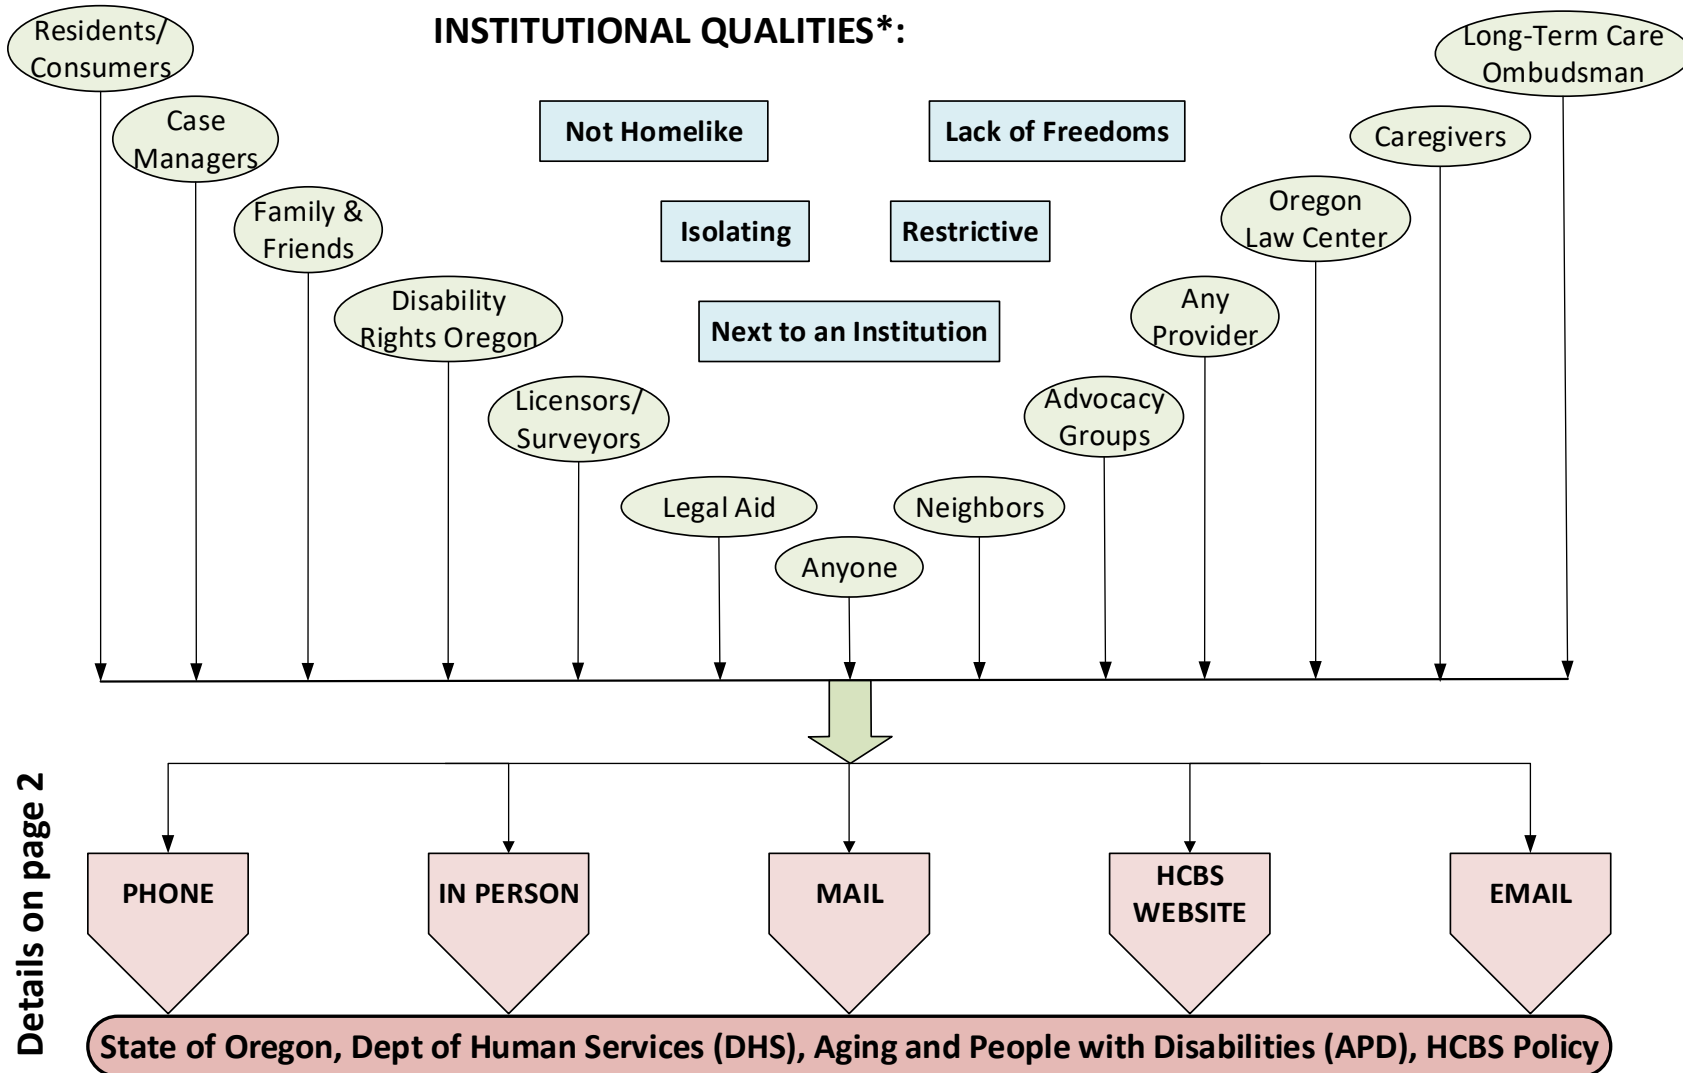 INSTITUTIONAL QUALITIES*:
Residents/
Consumers
Long-Term Care
Ombudsman
Case
Managers
Not Homelike
Lack of Freedoms
Caregivers
Family &
Friends
Isolating
Restrictive
Oregon
Law Center
Disability
Rights Oregon
Next to an Institution
Any
Provider
Licensors/
Surveyors
Advocacy
Groups
Legal Aid
Neighbors
Anyone
Details on page 2
PHONE
IN PERSON
MAIL
HCBS
WEBSITE
EMAIL
State of Oregon, Dept of Human Services (DHS), Aging and People with Disabilities (APD), HCBS Policy